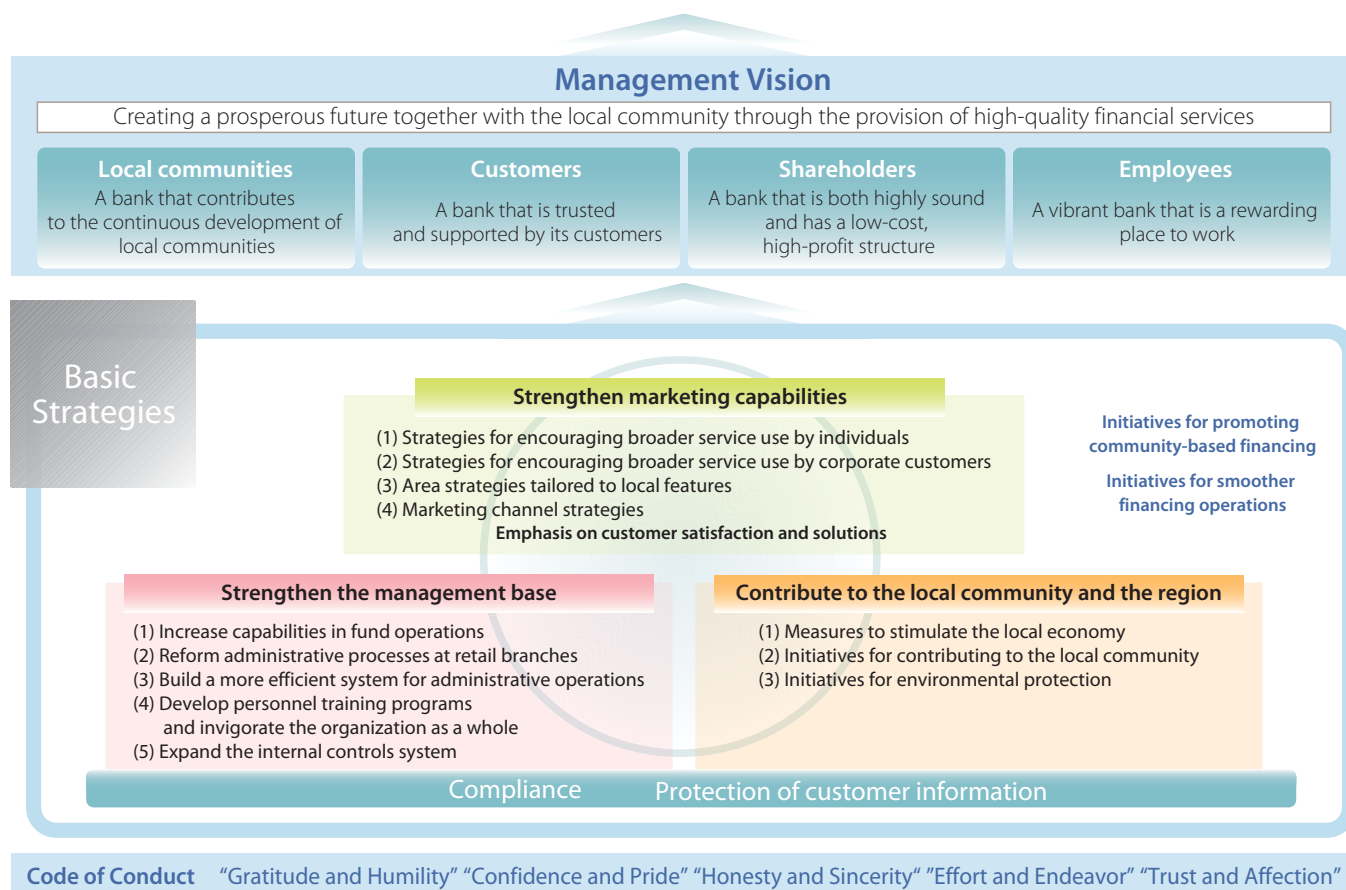 Management Vision
Creating a prosperous future together with the local community through the provision of high-quality financial services
Local communities
A bank that contributes
to the continuous development of
local communities
Customers
A bank that is trusted
and supported by its customers
Shareholders
A bank that is both highly sound
and has a low-cost,
high-profit structure
Employees
A vibrant bank that is a rewarding
place to work
Basic
Strategies
Strengthen marketing capabilities
(1) Strategies for encouraging broader service use by individuals
(2) Strategies for encouraging broader service use by corporate customers
(3) Area strategies tailored to local features
(4) Marketing channel strategies
Emphasis on customer satisfaction and solutions
Initiatives for promoting
community-based financing
Initiatives for smoother
financing operations
Strengthen the management base
(1) Increase capabilities in fund operations
(2) Reform administrative processes at retail branches
(3) Build a more efficient system for administrative operations
(4) Develop personnel training programs
and invigorate the organization as a whole
(5) Expand the internal controls system
Contribute to the local community and the region
(1) Measures to stimulate the local economy
(2) Initiatives for contributing to the local community
(3) Initiatives for environmental protection
Compliance Protection of customer information
Code of Conduct “Gratitude and Humility” “Confidence and Pride” “Honesty and Sincerity“ ”Effort and Endeavor” “Trust and Affection”